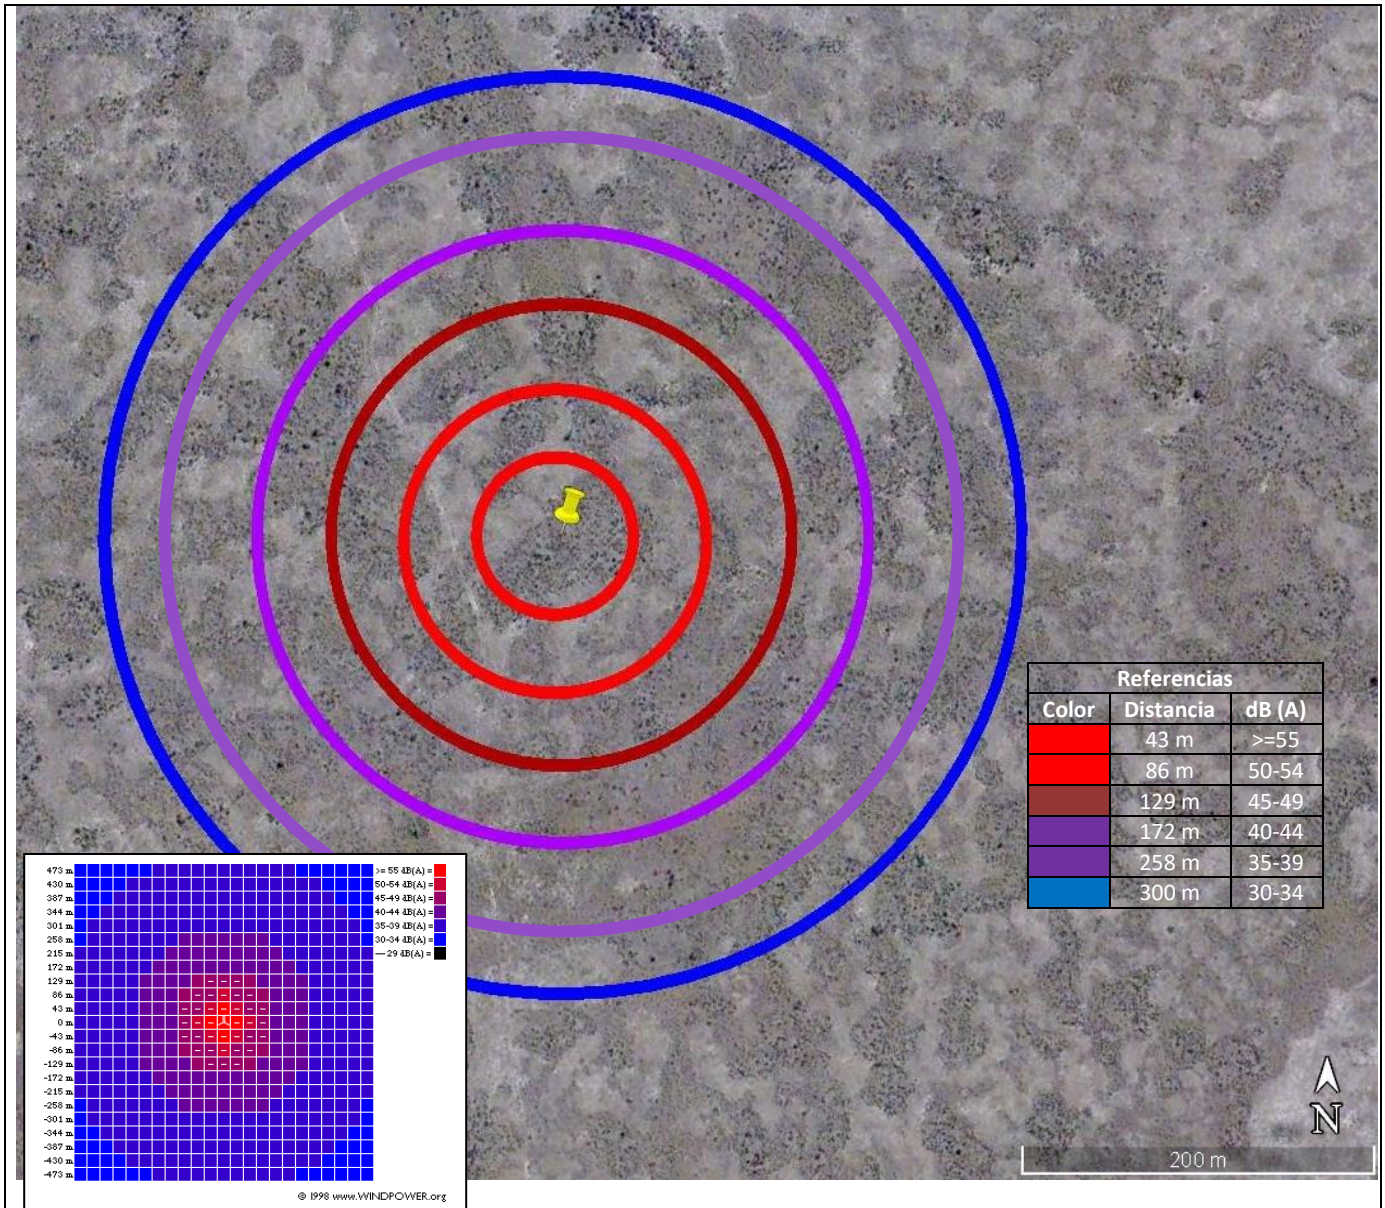 Referencias
Color Distancia dB (A)
43 m >=55
86 m 50-54
129 m 45-49
172 m 40-44
258 m 35-39
300 m 30-34
N
200 m
473 m
430 m
387 m
344 m
301 m
258 m
215 m
172 m
129 m
86 m
43 m
0 m
-43 m
-86 m
-129 m
-172 m
-215 m
-258 m
-301 m
-344 m
-387 m
-430 m
-473 m
>= 55 dB(A) =
50-54 dB(A) =
45-49 dB(A) =
40-44 dB(A) =
35-39 dB(A) =
30-34 dB(A) =
— 29 dB(A) =
© 1998 www.WINDPOWER.org